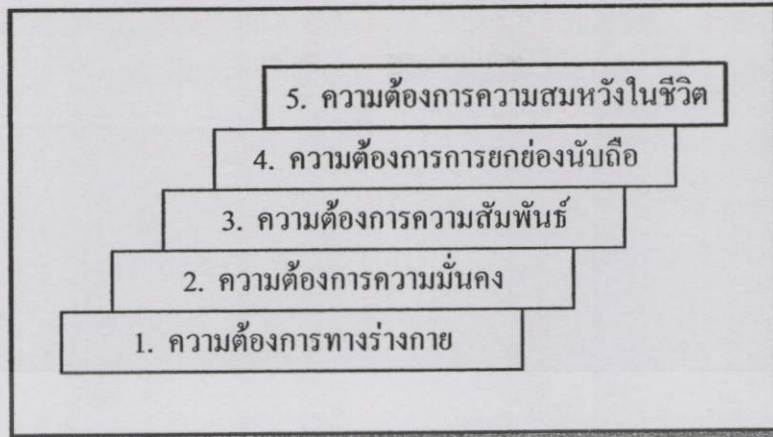 5. ความต้องการความสมหวังในชีวิต
4. ความต้องการการยกย่องนับถือ
3. ความต้องการความสัมพันธ์
2. ความต้องการความมั่นคง
1. ความต้องการทางร่างกาย